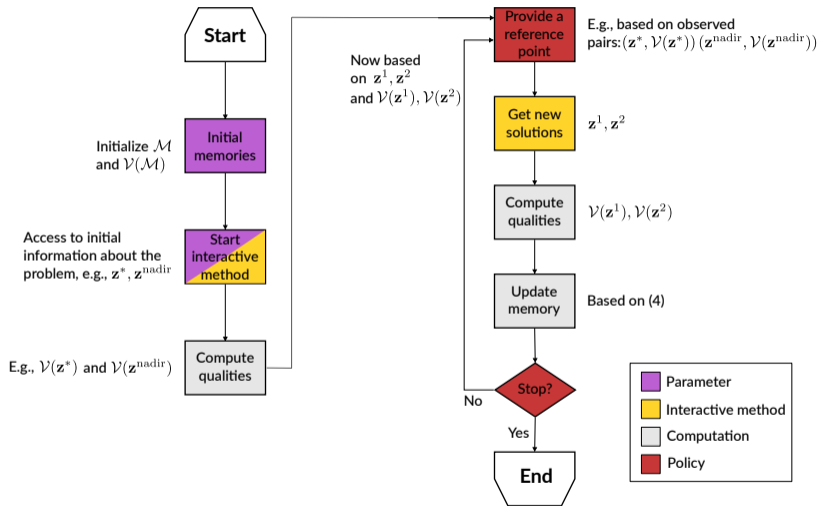 Start
Initialize ℳ
and 𝒱(ℳ)
Initial
memories
Access to initial
information about the
problem, e.g., z*, z^nadir
Start
interactive
method
E.g., 𝒱(z*) and 𝒱(z^nadir)
Compute
qualities
Now based
on z¹, z²
and 𝒱(z¹), 𝒱(z²)
Provide a
reference
point
E.g., based on observed
pairs:(z*, 𝒱(z*)) (z^nadir, 𝒱(z^nadir))
Get new
solutions
z¹, z²
Compute
qualities
𝒱(z¹), 𝒱(z²)
Update
memory
Based on (4)
Stop?
No
Yes
End
Parameter
Interactive method
Computation
Policy